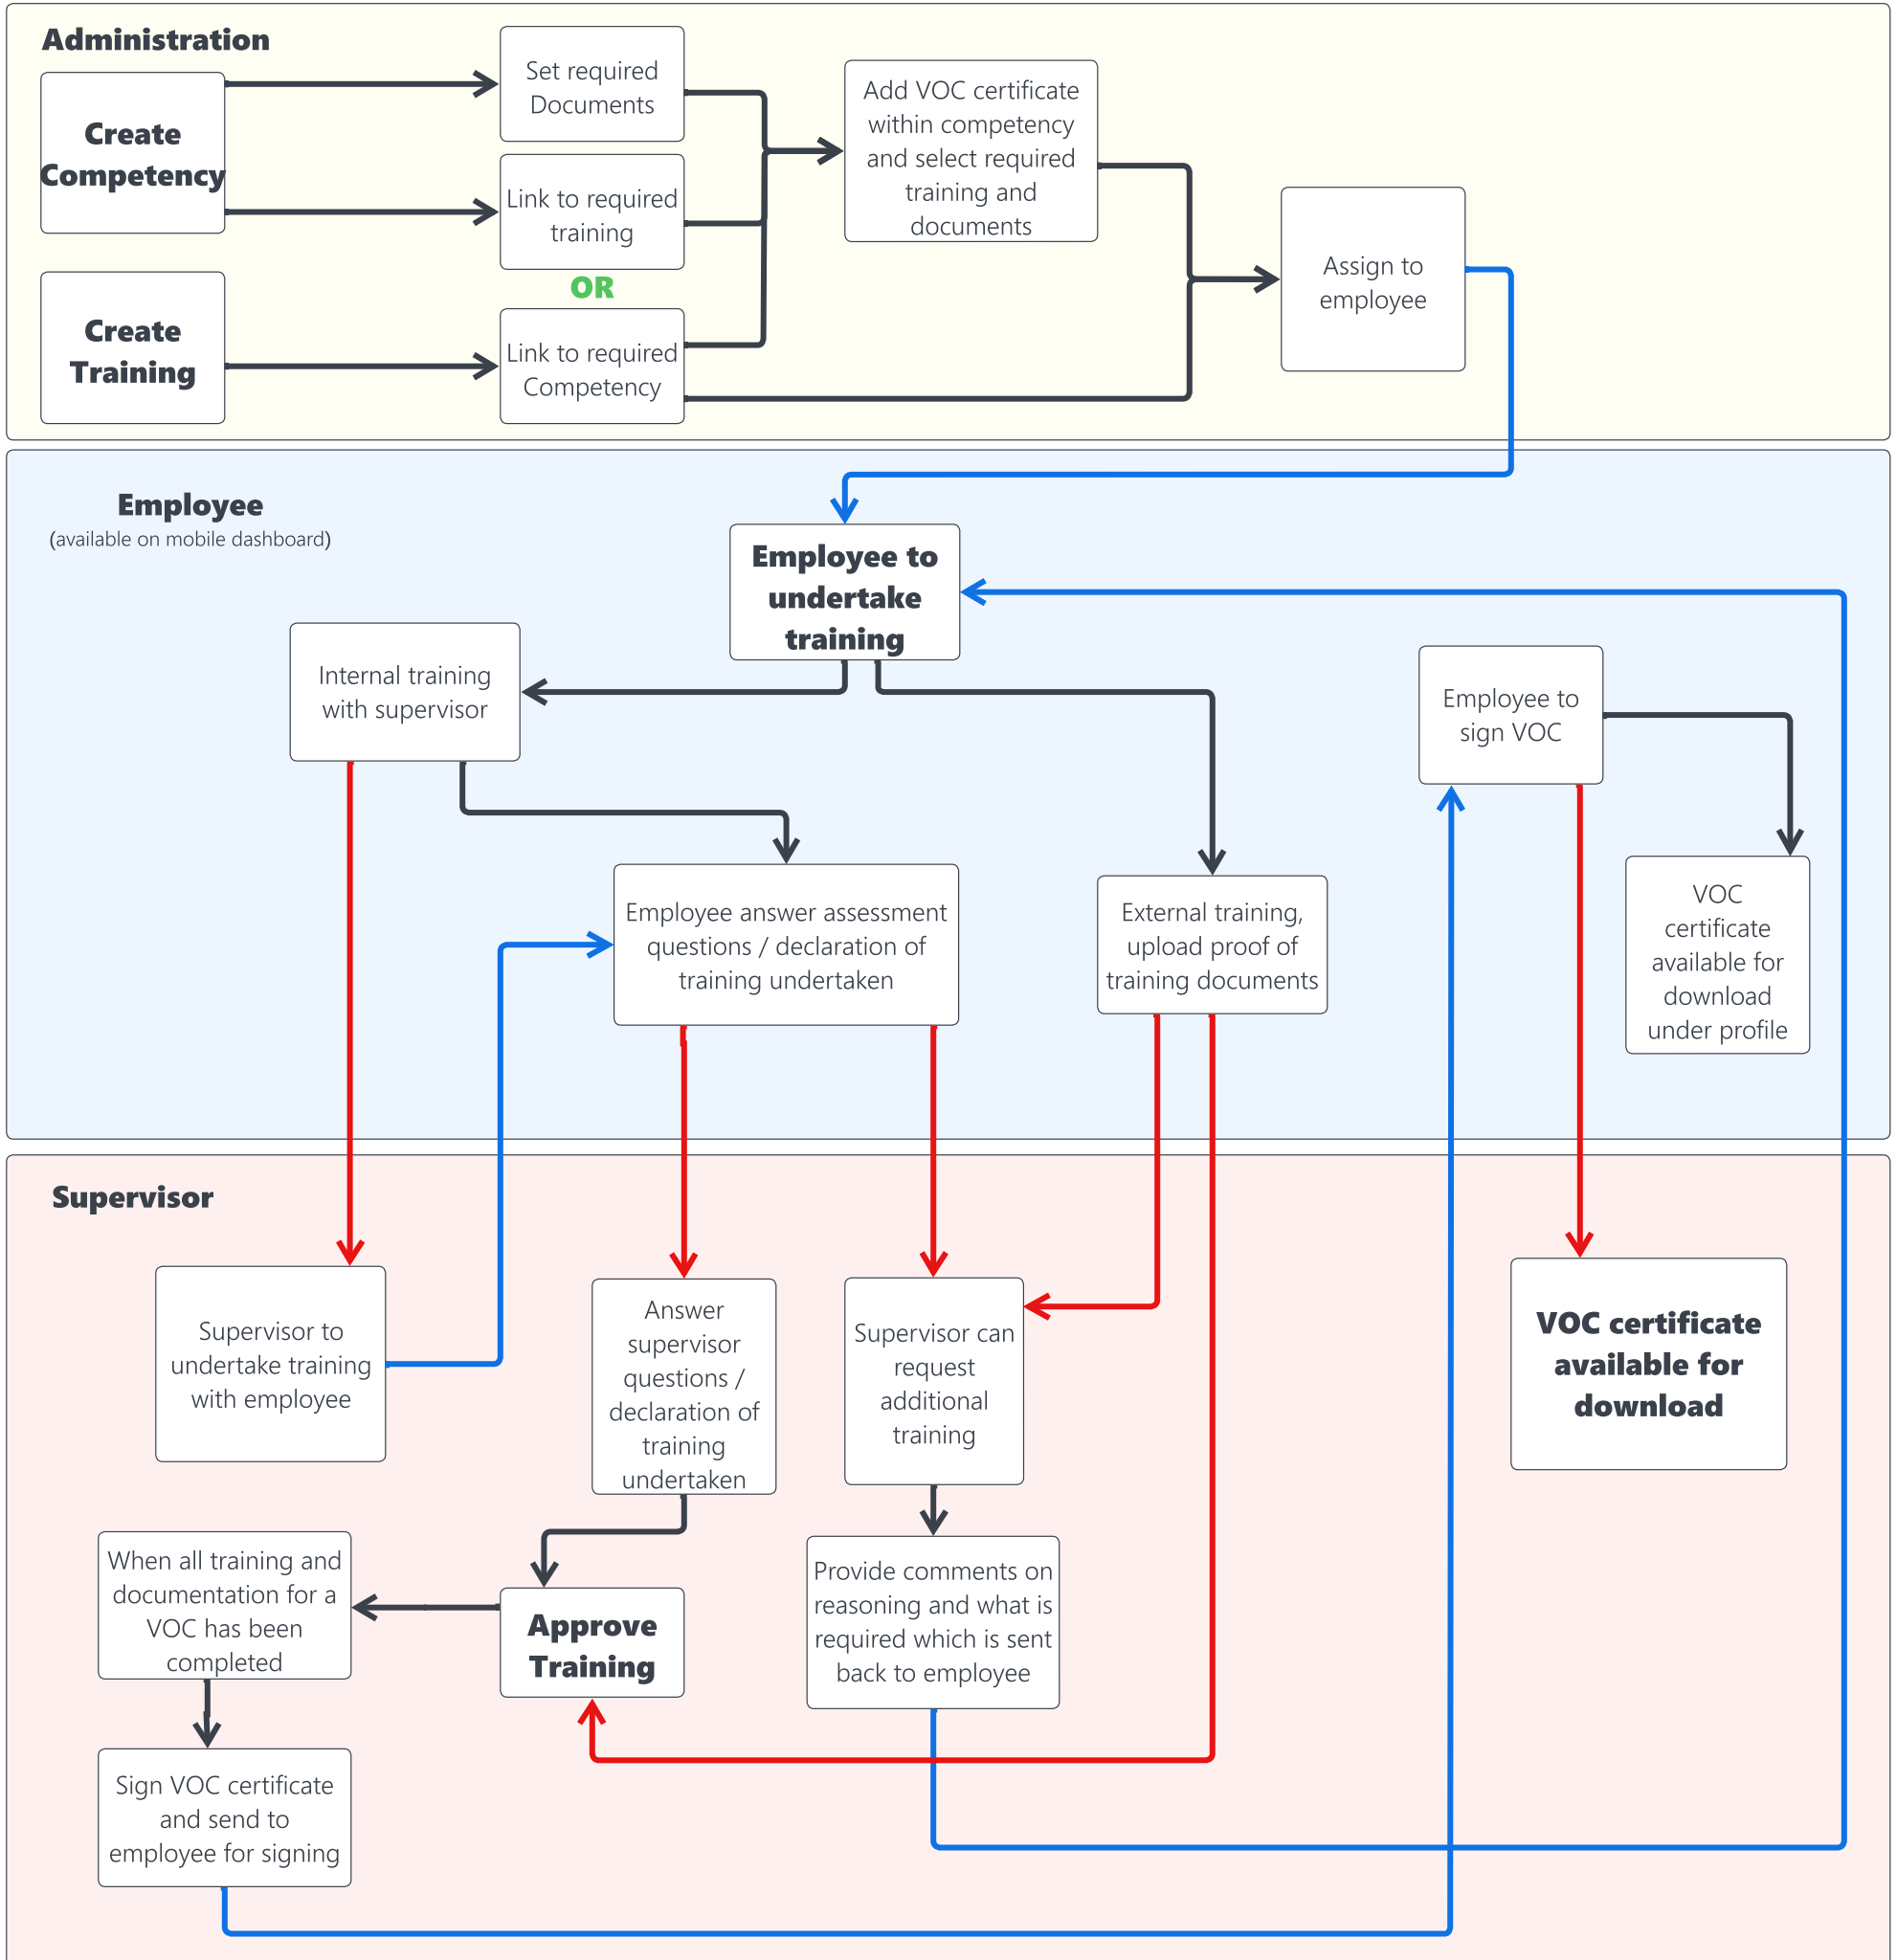 Administration
Create
Competency
Set required
Documents
Link to required
training
OR
Create
Training
Link to required
Competency
Add VOC certificate
within competency
and select required
training and
documents
Assign to
employee
Employee
(available on mobile dashboard)
Employee to
undertake
training
Internal training
with supervisor
Employee to
sign VOC
Employee answer assessment
questions / declaration of
training undertaken
External training,
upload proof of
training documents
VOC
certificate
available for
download
under profile
Supervisor
Supervisor to
undertake training
with employee
Answer
supervisor
questions /
declaration of
training
undertaken
Supervisor can
request
additional
training
VOC certificate
available for
download
When all training and
documentation for a
VOC has been
completed
Approve
Training
Provide comments on
reasoning and what is
required which is sent
back to employee
Sign VOC certificate
and send to
employee for signing